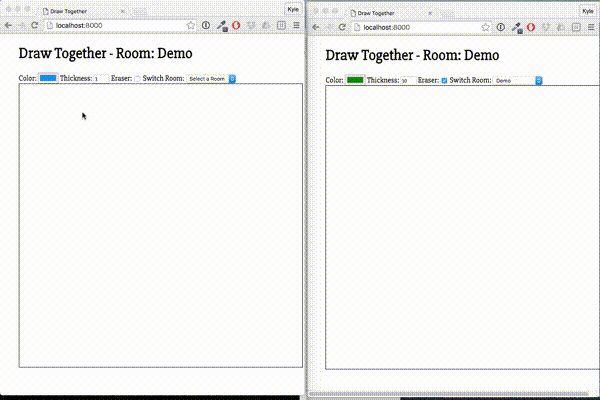 Draw Together
Kyle
localhost:8000
Draw Together - Room: Demo
Color: Thickness: 1 Eraser: Switch Room: Select a Room
Draw Together
Kyle
localhost:8000
Draw Together - Room: Demo
Color: Thickness: 10 Eraser: Switch Room: Demo